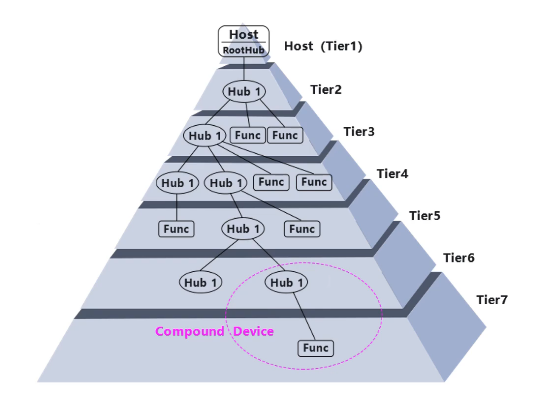 Host
RootHub
Host (Tier1)
Hub 1
Tier2
Hub 1
Func
Func
Tier3
Hub 1
Hub 1
Func
Func
Tier4
Func
Hub 1
Func
Tier5
Hub 1
Hub 1
Tier6
Tier7
Compound Device
Func